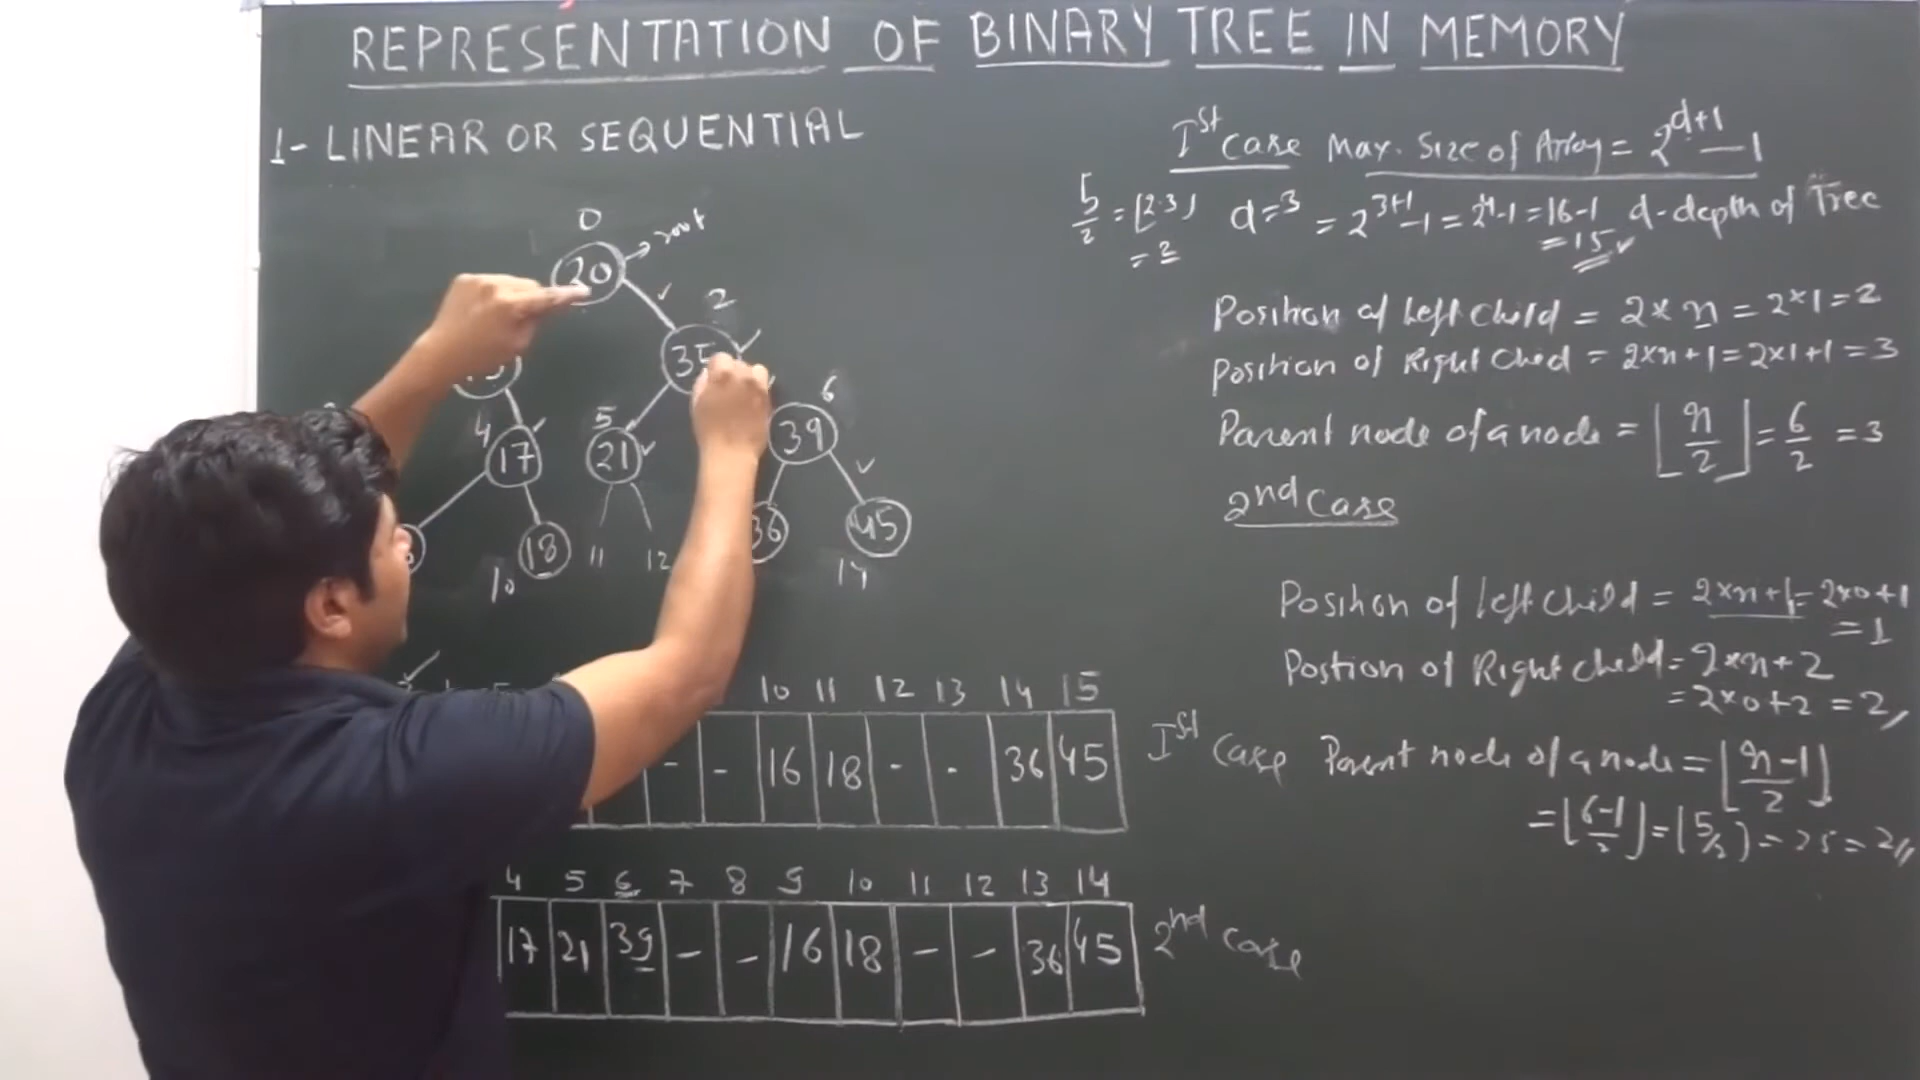 REPRESENTATION OF BINARY TREE IN MEMORY
1- LINEAR OR SEQUENTIAL
Ist Case May. Size of Array = 2^d+1 - 1
5/2 = [2.5] = 2
d=3 = 2^3+1 - 1 = 2^4 - 1 = 16-1 = 15 ✓ d-depth of Tree
0
20 → root
2
35
4 17
5 21
6
39
18
36
45
10
11 12
14
Position of Left Child = 2 * n = 2 × 1 = 2
Position of Right Child = 2×n+1 = 2×1+1 = 3
Parent node of a node = ⌊n/2⌋ = 6/2 = 3
2nd Case
Position of left Child = 2×n+1 = 2×0+1
= 1
Postion of Right child = 2*n+2
= 2×0+2 = 2
Parent node of a node = ⌊n-1/2⌋
= ⌊6-1/2⌋ = (5/2) = 2.5 = 2
10 11 12 13 14 15
- - 16 18 - - 36 45 Ist Case
4 5 6 7 8 9 10 11 12 13 14
17 21 39 - - 16 18 - - 36 45 2nd Case